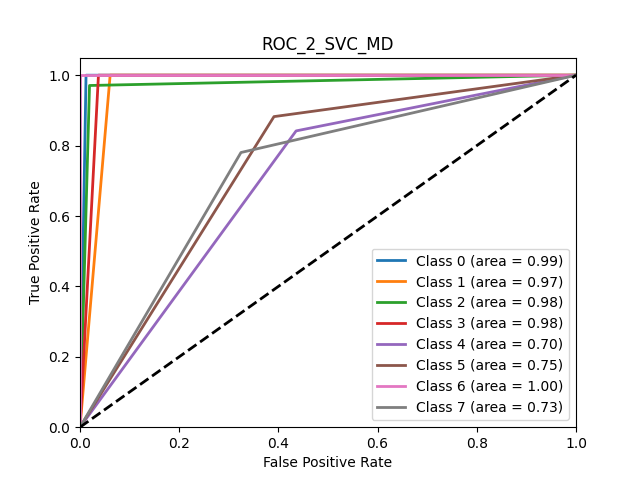 ROC_2_SVC_MD
True Positive Rate
1.0
0.8
0.6
0.4
0.2
0.0
Class 0 (area = 0.99)
Class 1 (area = 0.97)
Class 2 (area = 0.98)
Class 3 (area = 0.98)
Class 4 (area = 0.70)
Class 5 (area = 0.75)
Class 6 (area = 1.00)
Class 7 (area = 0.73)
0.0 0.2 0.4 0.6 0.8 1.0
False Positive Rate